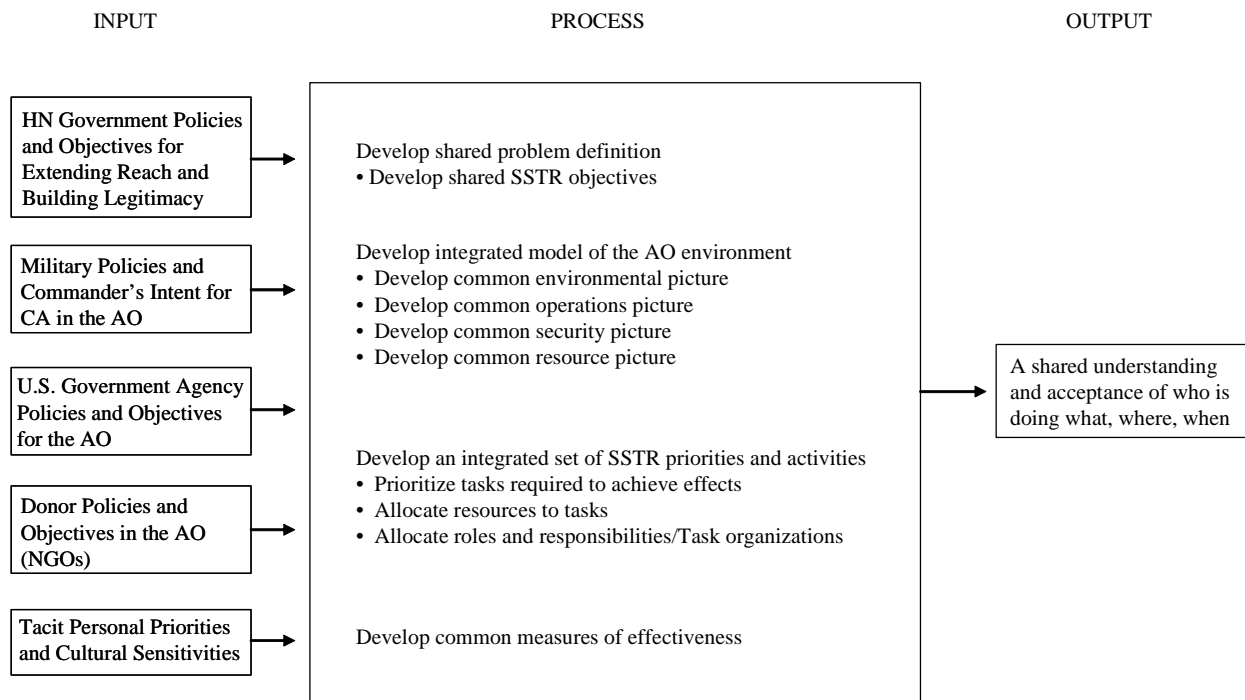 INPUT
PROCESS
OUTPUT
HN Government Policies
and Objectives for
Extending Reach and
Building Legitimacy
Military Policies and
Commander's Intent for
CA in the AO
U.S. Government Agency
Policies and Objectives
for the AO
Donor Policies and
Objectives in the AO
(NGOs)
Tacit Personal Priorities
and Cultural Sensitivities
Develop shared problem definition
• Develop shared SSTR objectives
Develop integrated model of the AO environment
• Develop common environmental picture
• Develop common operations picture
• Develop common security picture
• Develop common resource picture
Develop an integrated set of SSTR priorities and activities
• Prioritize tasks required to achieve effects
• Allocate resources to tasks
• Allocate roles and responsibilities/Task organizations
Develop common measures of effectiveness
A shared understanding
and acceptance of who is
doing what, where, when